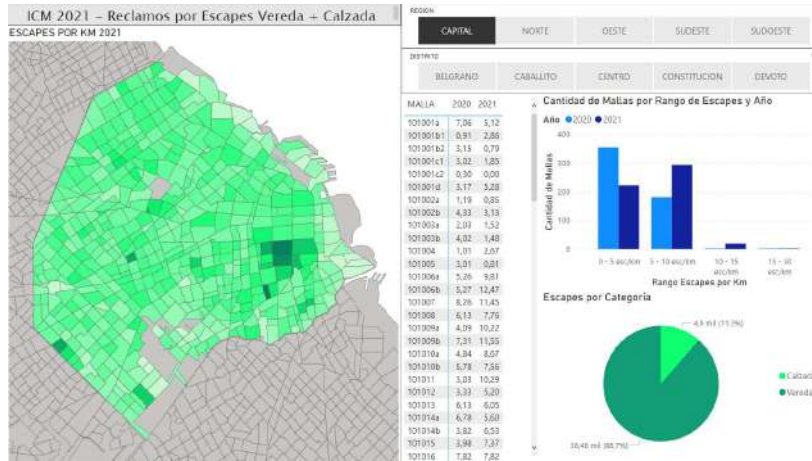 ICM 2021 – Reclamos por Escapes Vereda + Calzada
ESCAPES POR KM 2021
REGION
CAPITAL NORTE OESTE SUDESTE SUDOESTE
DISTRITO
BELGRANO CABALLITO CENTRO CONSTITUCION DEVOTO
MALLA 2020 2021
101001a 7,06 5,12
101001b1 0,91 2,86
101001b2 3,15 0,79
101001c1 3,02 1,85
101001c2 0,30 0,00
101001d 3,17 5,28
101002a 1,19 0,85
101002b 4,33 3,13
101003a 2,03 1,52
101003b 4,02 1,48
101004 1,01 2,67
101005 3,01 0,81
101006a 5,26 9,81
101006b 5,27 12,47
101007 8,26 11,45
101008 6,13 7,76
101009a 4,09 10,22
101009b 7,31 11,55
101010a 4,84 8,67
101010b 5,78 7,56
101011 3,03 10,29
101012 3,33 5,20
101013 6,13 6,05
101014a 6,78 5,60
101014b 3,82 6,53
101015 3,98 7,37
101016 7,82 7,82
Cantidad de Mallas por Rango de Escapes y Año
Año 2020 2021
Cantidad de Mallas
400
300
200
100
0
0 - 5 esc/km 5 - 10 esc/km 10 - 15 esc/km 15 - 30 esc/km
Rango Escapes por Km
Escapes por Categoria
(11,3%)
Calzad
Vereda
(88,7%)